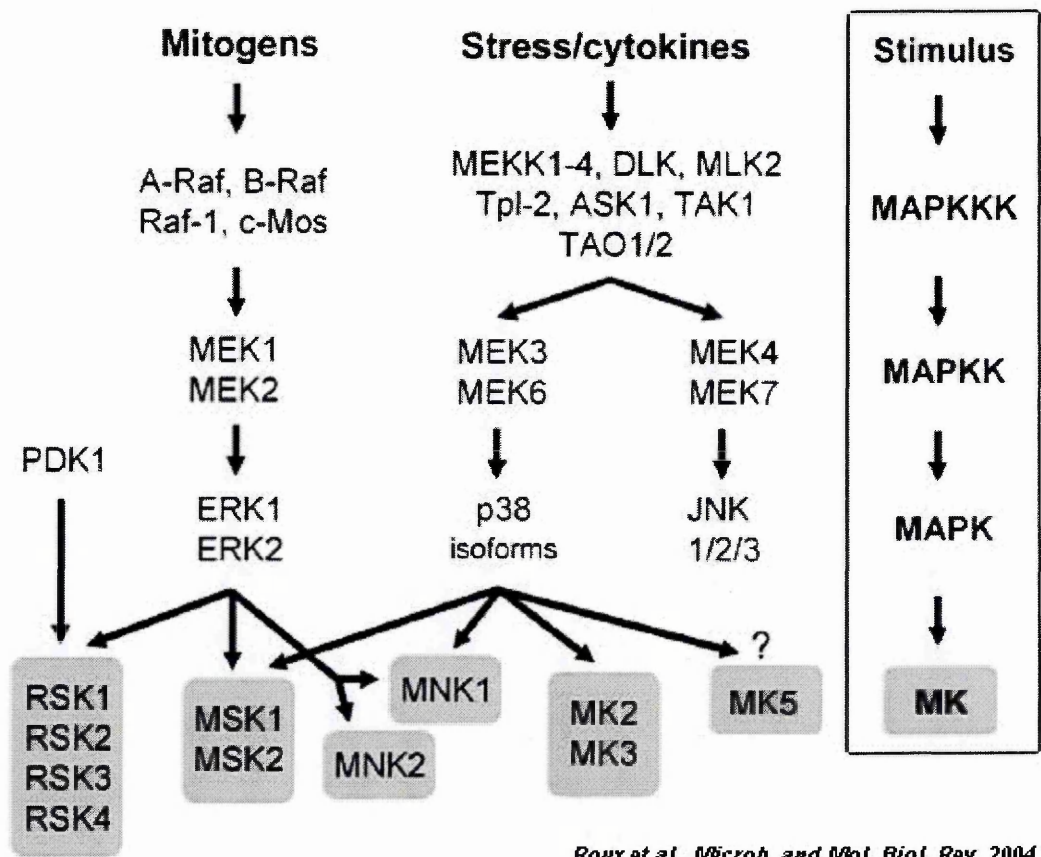 Mitogens
Stress/cytokines
Stimulus
A-Raf, B-Raf
Raf-1, c-Mos
MEKK1-4, DLK, MLK2
Tpl-2, ASK1, TAK1
TAO1/2
MAPKKK
MEK1
MEK2
MEK3
MEK6
MEK4
MEK7
MAPKK
PDK1
ERK1
ERK2
p38
isoforms
JNK
1/2/3
MAPK
?
RSK1
RSK2
RSK3
RSK4
MSK1
MSK2
MNK1
MNK2
MK2
MK3
MK5
MK
Roux et al., Microb. and Mol. Biol. Rev. 2004